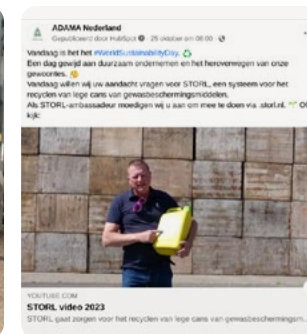 ADAMA Nederland
Gepubliceerd door HubSpot · 25 oktober om 08:00 ·
Vandaag is het het #WorldSustainabilityDay.
Een dag gewijd aan duurzaam ondernemen en het heroverwegen van onze
gewoontes.
Vandaag willen wij uw aandacht vragen voor STORL, een systeem voor het
recyclen van lege cans van gewasbeschermingsmiddelen.
Als STORL-ambassadeur moedigen wij u aan om mee te doen via .storl.nl.
YOUTUBE.COM
STORL video 2023
STORL gaat zorgen voor het recyclen van lege cans van gewasbeschermingsm...